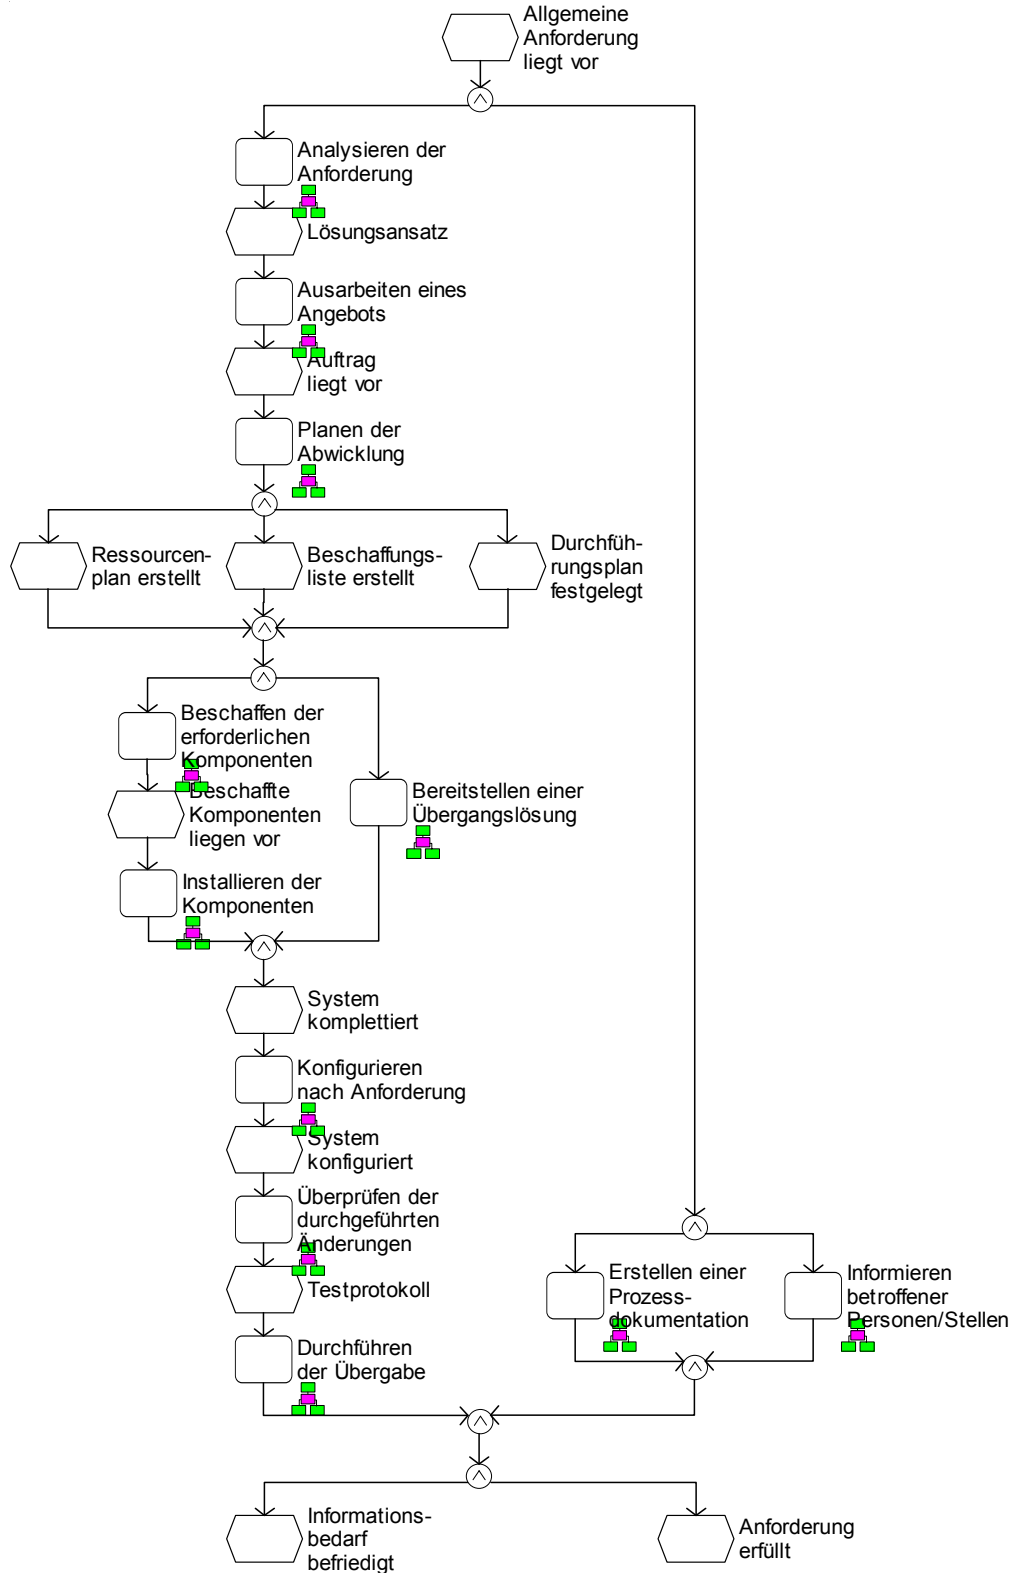 Allgemeine
Anforderung
liegt vor
Analysieren der
Anforderung
Lösungsansatz
Ausarbeiten eines
Angebots
Auftrag
liegt vor
Planen der
Abwicklung
Ressourcen-
plan erstellt
Beschaffungs-
liste erstellt
Durchfüh-
rungsplan
festgelegt
Beschaffen der
erforderlichen
Komponenten
Beschaffte
Komponenten
liegen vor
Bereitstellen einer
Übergangslösung
Installieren der
Komponenten
System
komplettiert
Konfigurieren
nach Anforderung
System
konfiguriert
Überprüfen der
durchgeführten
Änderungen
Testprotokoll
Erstellen einer
Prozess-
dokumentation
Informieren
betroffener
Personen/Stellen
Durchführen
der Übergabe
Informations-
bedarf
befriedigt
Anforderung
erfüllt